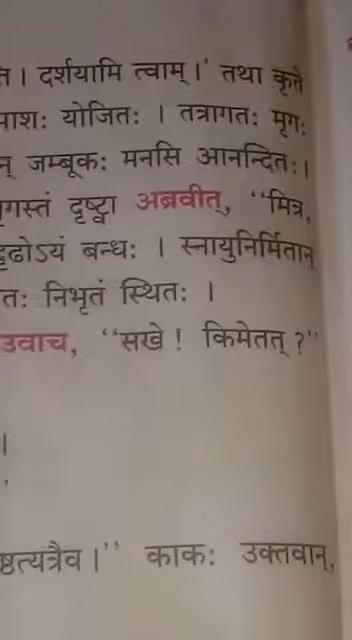 । दर्शयामि त्वाम् ।' तथा कृते
पाशः योजितः । तत्रागतः मृगः
जम्बूकः मनसि आनन्दितः ।
दृष्ट्वा अब्रवीत्, “मित्र,
दृढोऽयं बन्धः । स्नायुनिर्मितान्
निभृतं स्थितः ।
उवाच, “सखे ! किमेतत् ?”
।
ष्ठत्यत्रैव ।” काकः उक्तवान्,